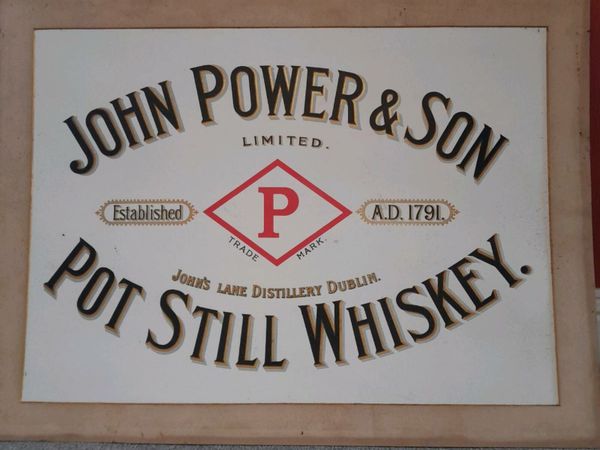 JOHN POWER & SON
LIMITED.
Established
P
A.D. 1791.
TRADE MARK.
JOHN'S LANE DISTILLERY DUBLIN.
POT STILL WHISKEY.